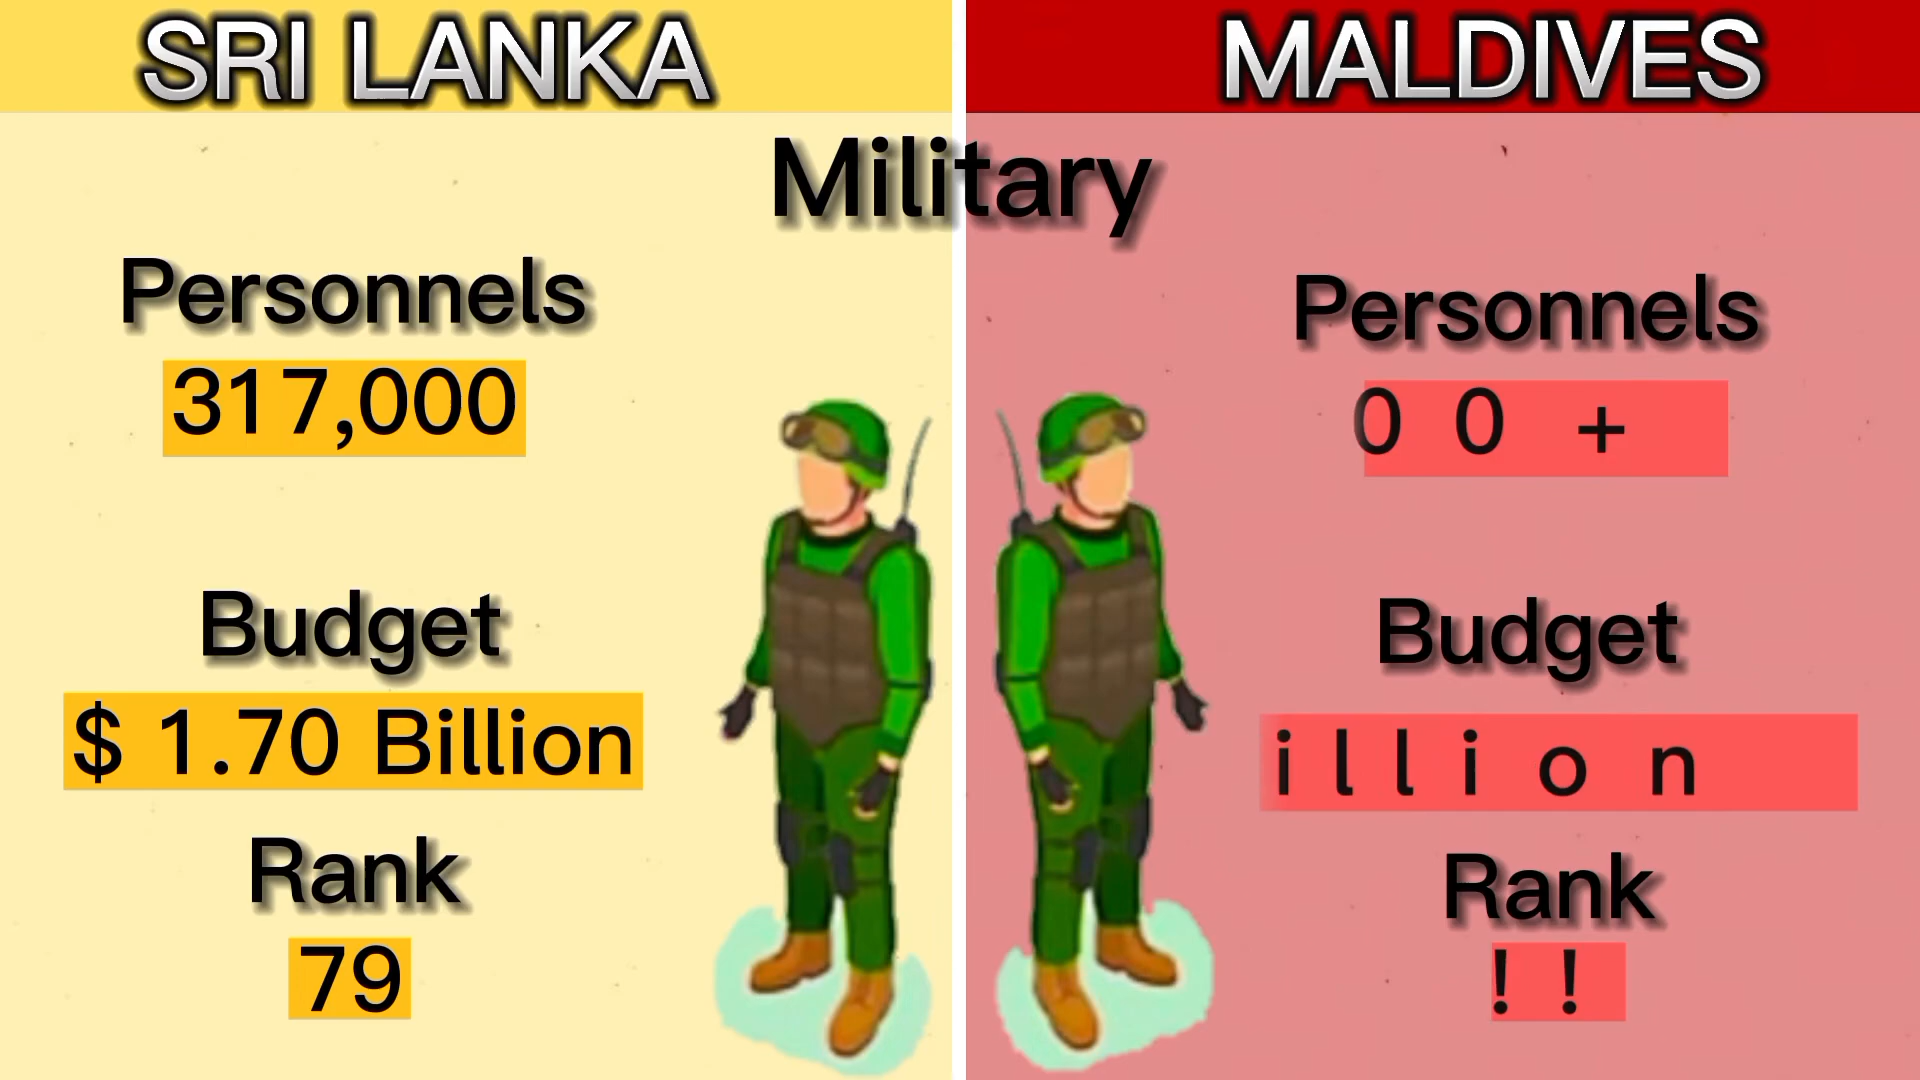 SRI LANKA
MALDIVES
Military
Personnels
317,000
Budget
$ 1.70 Billion
Rank
79
Personnels
0 0 +
Budget
i l l i o n
Rank
! !